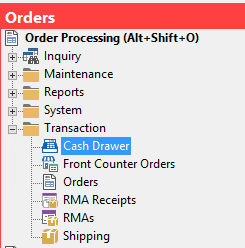 Orders
Order Processing (Alt+Shift+O)
Inquiry
Maintenance
Reports
System
Transaction
Cash Drawer
Front Counter Orders
Orders
RMA Receipts
RMAs
Shipping